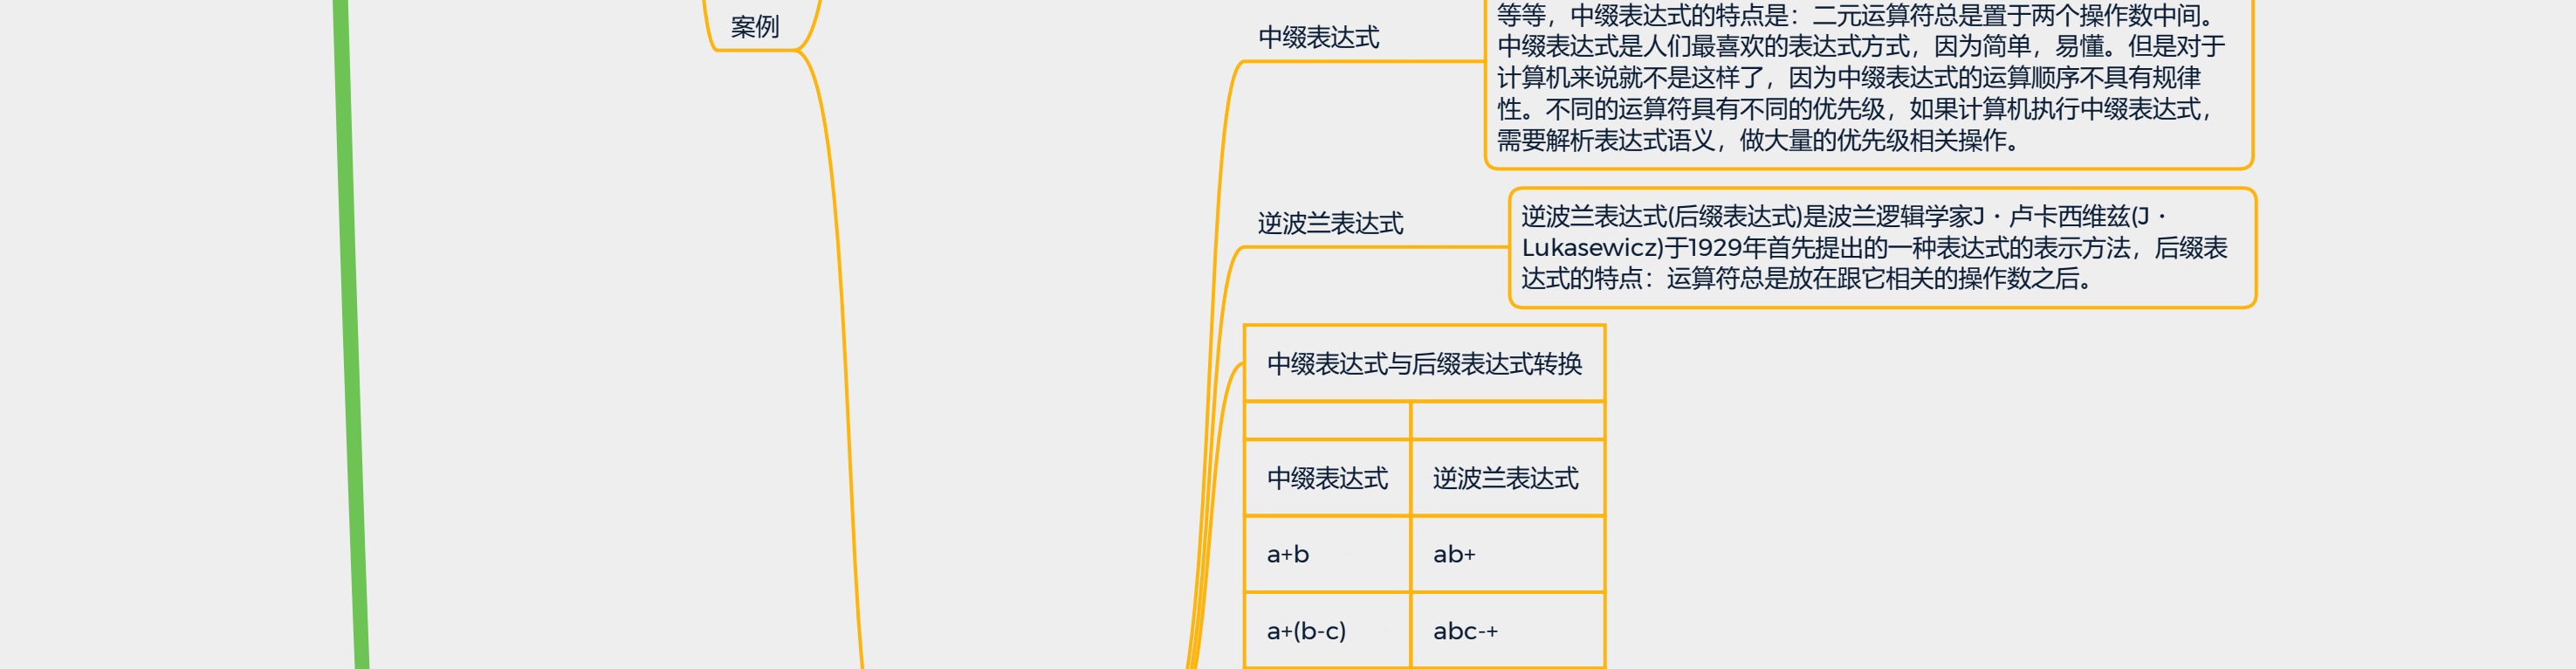 案例
中缀表达式
等等，中缀表达式的特点是：二元运算符总是置于两个操作数中间。
中缀表达式是人们最喜欢的表达式方式，因为简单，易懂。但是对于
计算机来说就不是这样了，因为中缀表达式的运算顺序不具有规律
性。不同的运算符具有不同的优先级，如果计算机执行中缀表达式，
需要解析表达式语义，做大量的优先级相关操作。
逆波兰表达式
逆波兰表达式(后缀表达式)是波兰逻辑学家J・卢卡西维兹(J・
Lukasewicz)于1929年首先提出的一种表达式的表示方法，后缀表
达式的特点：运算符总是放在跟它相关的操作数之后。
中缀表达式与后缀表达式转换
中缀表达式 逆波兰表达式
a+b ab+
a+(b-c) abc-+